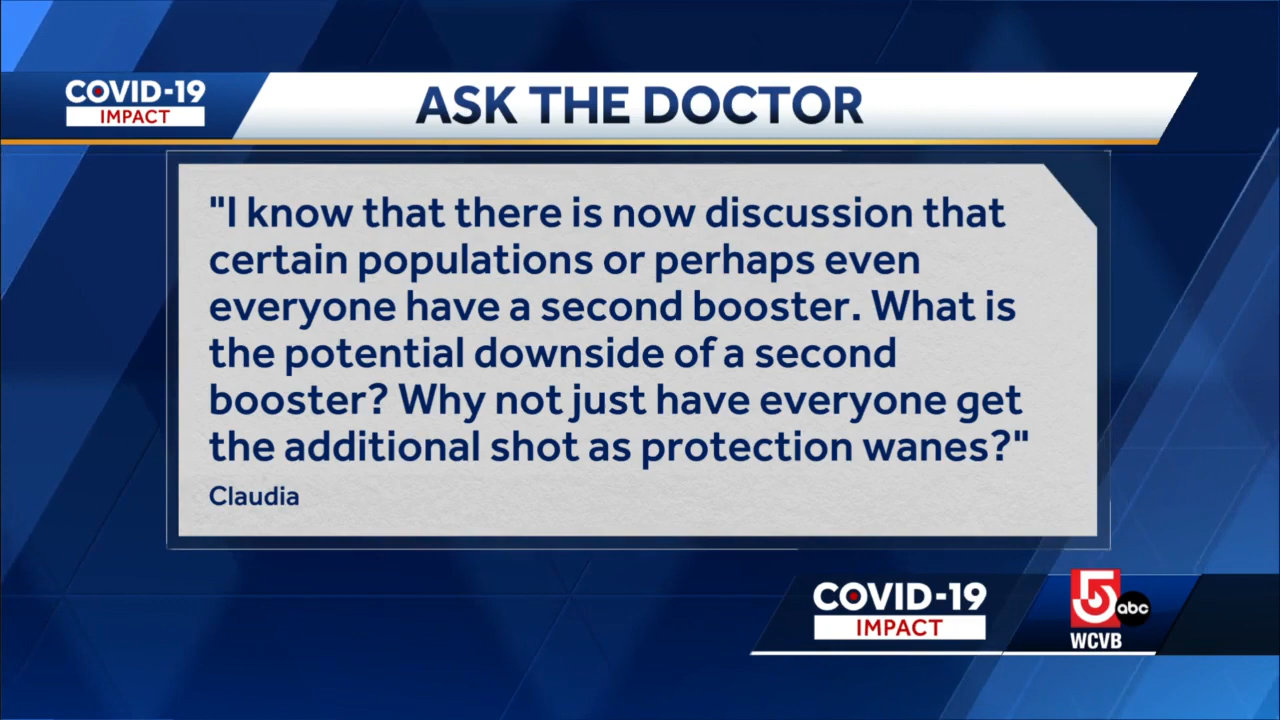 COVID-19
IMPACT
ASK THE DOCTOR
"I know that there is now discussion that
certain populations or perhaps even
everyone have a second booster. What is
the potential downside of a second
booster? Why not just have everyone get
the additional shot as protection wanes?"
Claudia
COVID-19
IMPACT
5
abc
WCVB